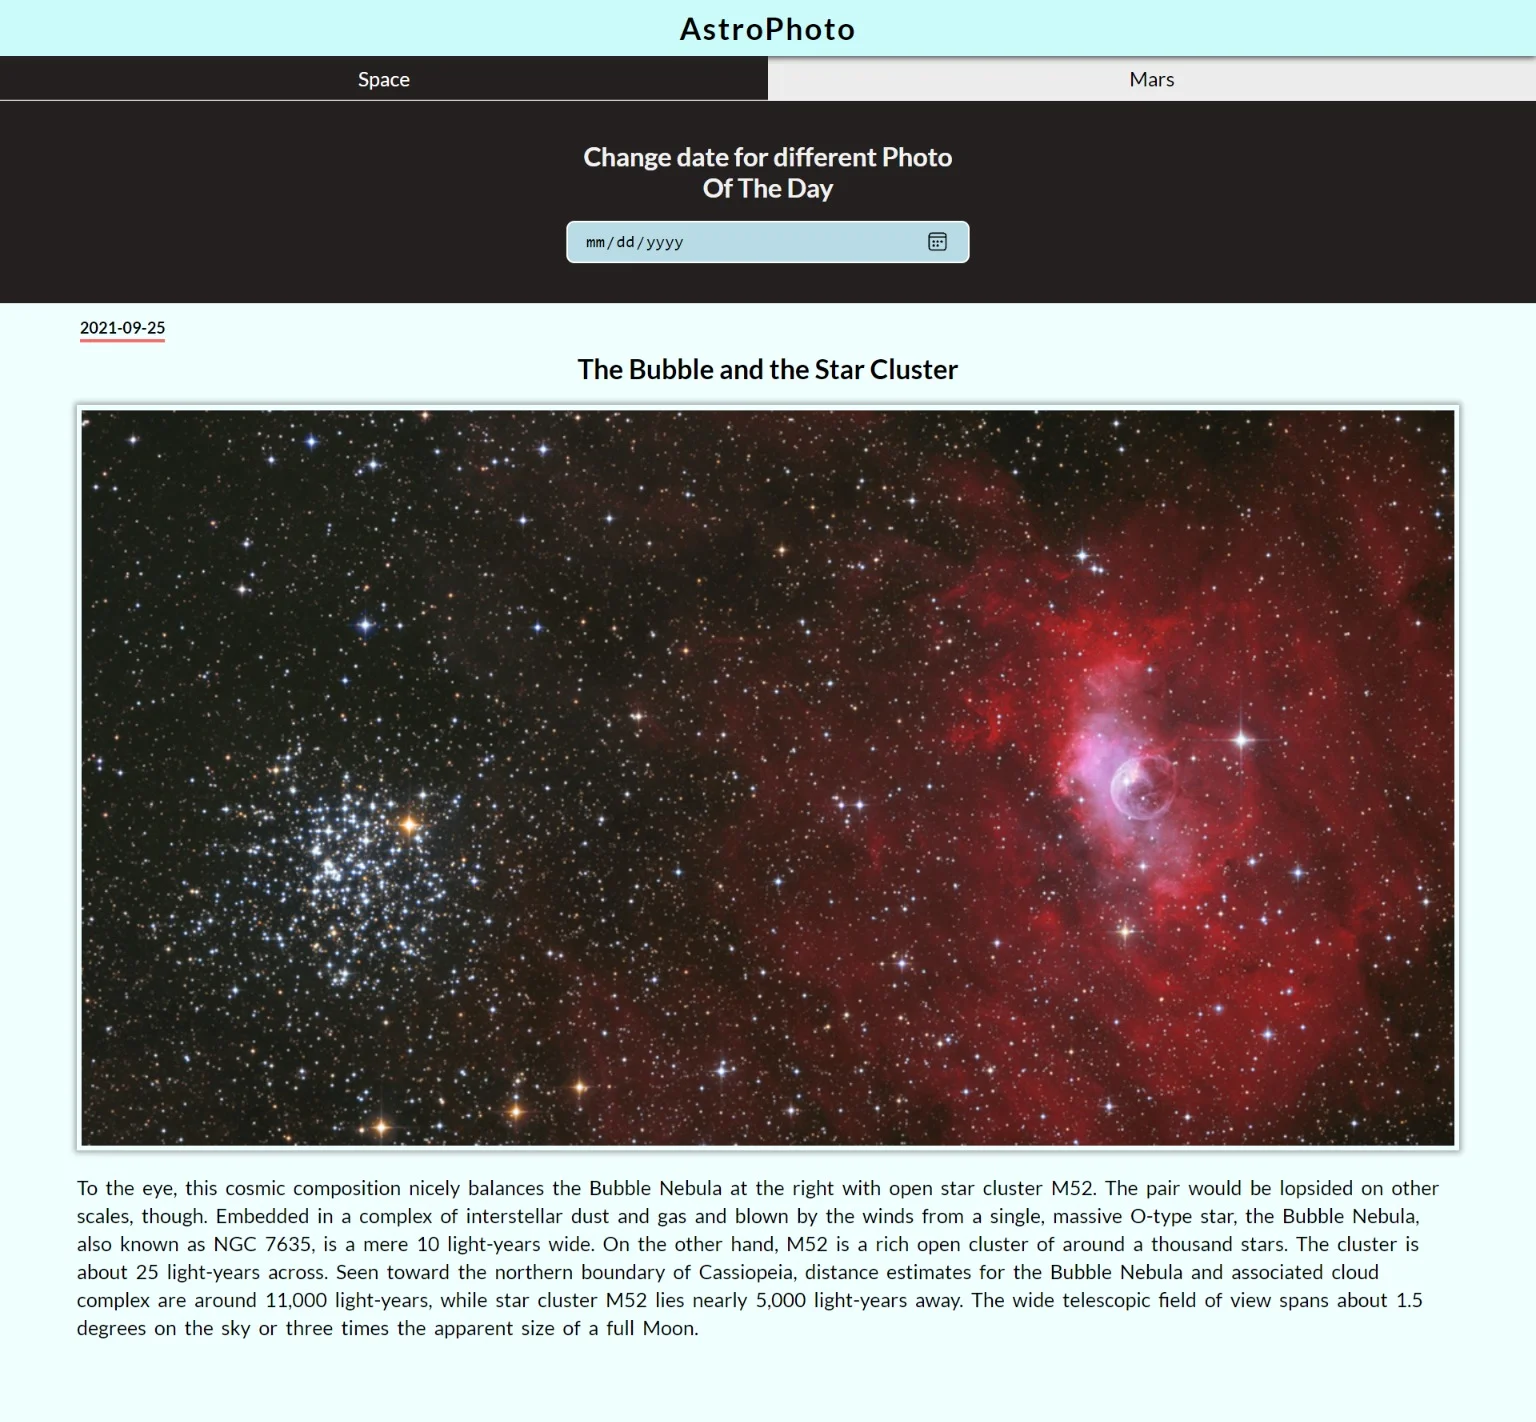 AstroPhoto
Space
Mars
Change date for different Photo
Of The Day
mm/dd/yyyy
2021-09-25
The Bubble and the Star Cluster
To the eye, this cosmic composition nicely balances the Bubble Nebula at the right with open star cluster M52. The pair would be lopsided on other
scales, though. Embedded in a complex of interstellar dust and gas and blown by the winds from a single, massive O-type star, the Bubble Nebula,
also known as NGC 7635, is a mere 10 light-years wide. On the other hand, M52 is a rich open cluster of around a thousand stars. The cluster is
about 25 light-years across. Seen toward the northern boundary of Cassiopeia, distance estimates for the Bubble Nebula and associated cloud
complex are around 11,000 light-years, while star cluster M52 lies nearly 5,000 light-years away. The wide telescopic field of view spans about 1.5
degrees on the sky or three times the apparent size of a full Moon.